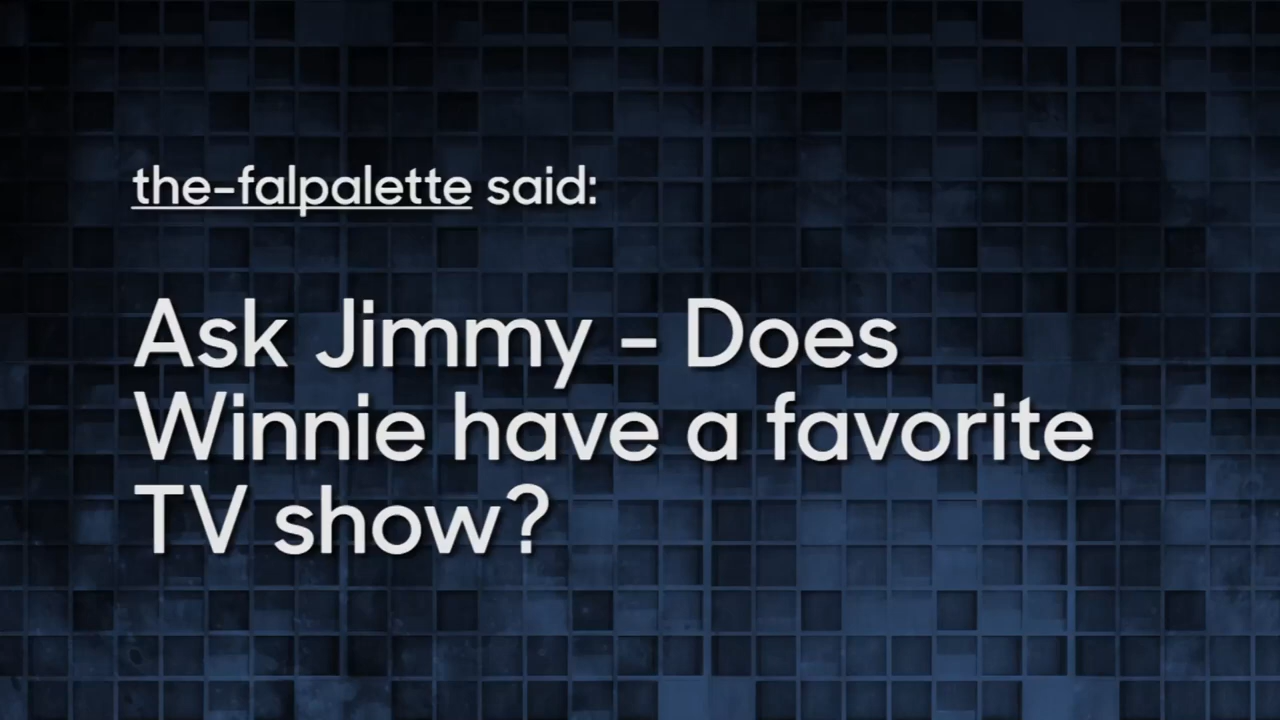 the-falpalette said:
Ask Jimmy - Does
Winnie have a favorite
TV show?